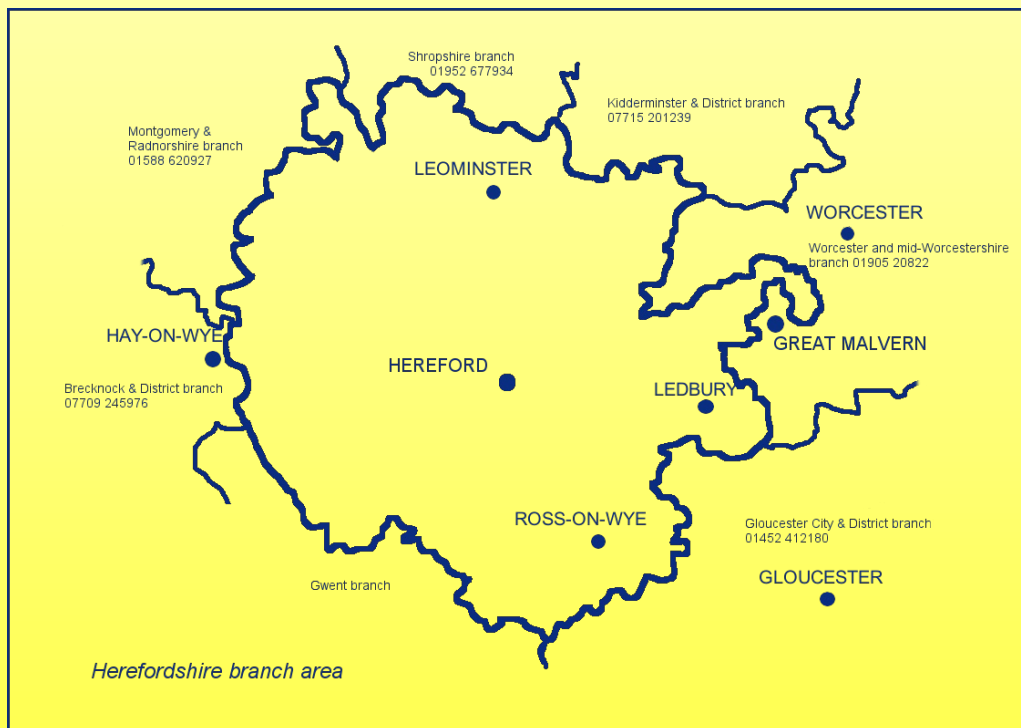 Shropshire branch
01952 677934
Kidderminster & District branch
07715 201239
Montgomery &
Radnorshire branch
01588 620927
LEOMINSTER
WORCESTER
Worcester and mid-Worcestershire
branch 01905 20822
HAY-ON-WYE
GREAT MALVERN
HEREFORD
Brecknock & District branch
07709 245976
LEDBURY
ROSS-ON-WYE
Gloucester City & District branch
01452 412180
GLOUCESTER
Gwent branch
Herefordshire branch area